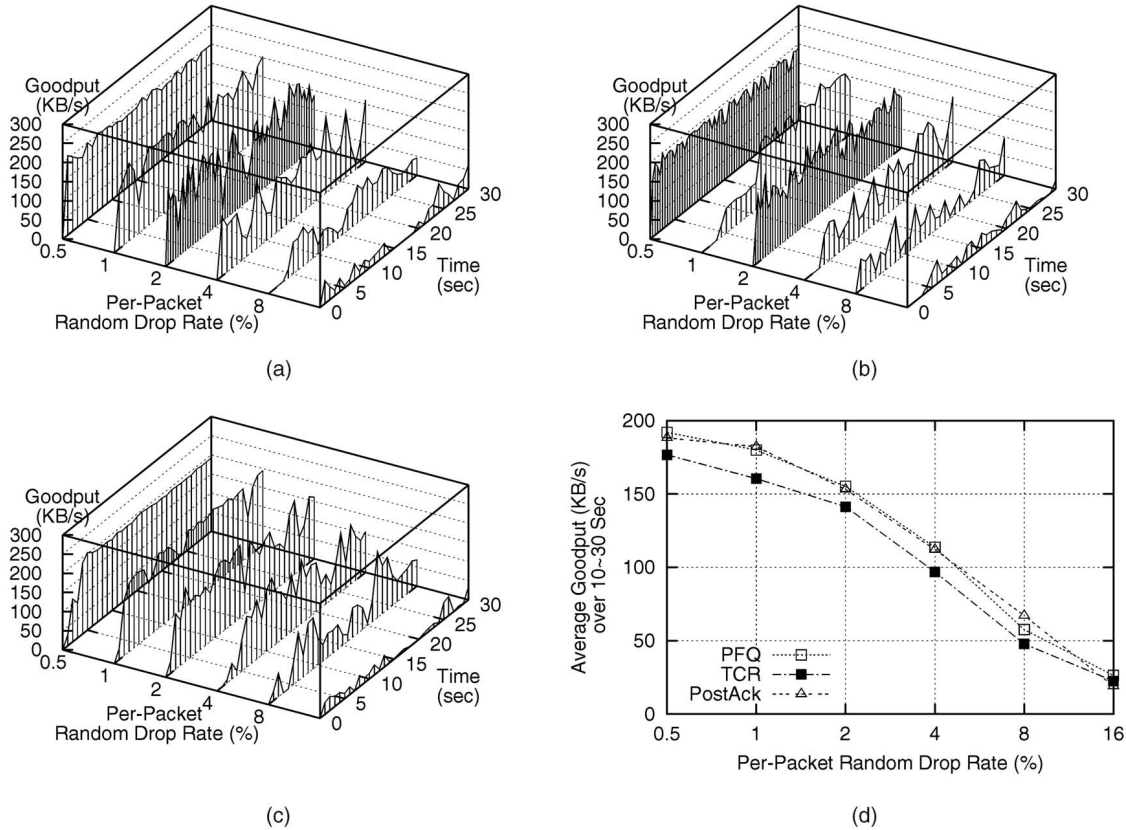 Goodput
(KB/s)
300
250
200
150
100
50
0
0.5
1
2
4
8
Per-Packet
Random Drop Rate (%)
0
5
10
15
20
25
30
Time
(sec)
(a)
Goodput
(KB/s)
300
250
200
150
100
50
0
0.5
1
2
4
8
Per-Packet
Random Drop Rate (%)
0
5
10
15
20
25
30
Time
(sec)
(b)
Goodput
(KB/s)
300
250
200
150
100
50
0
0.5
1
2
4
8
Per-Packet
Random Drop Rate (%)
0
5
10
15
20
25
30
Time
(sec)
(c)
Average Goodput (KB/s)
over 10~30 Sec
200
150
100
50
0
PFQ
TCR
PostAck
0.5 1 2 4 8 16
Per-Packet Random Drop Rate (%)
(d)